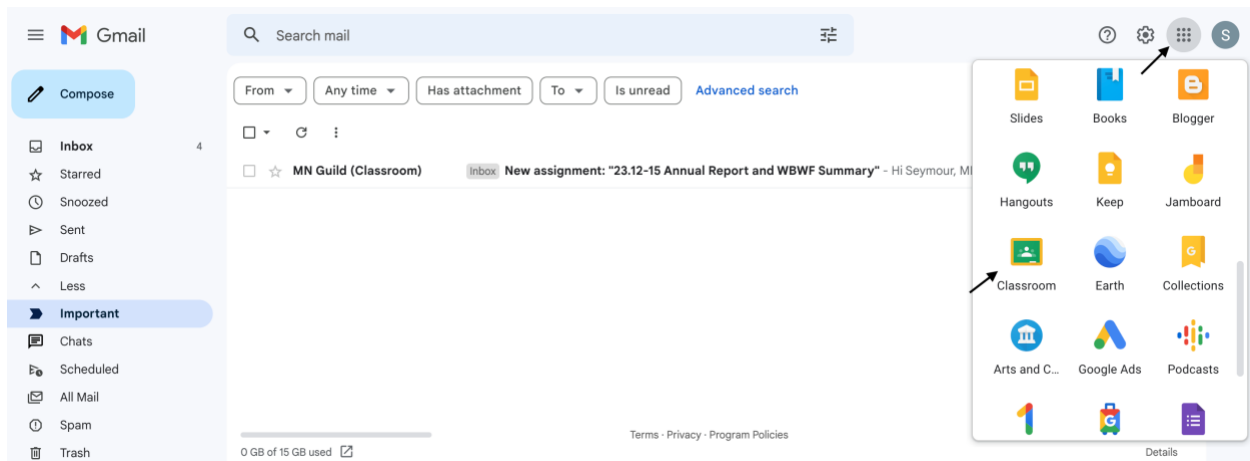 Gmail
Search mail
S
Compose
From
Any time
Has attachment
To
Is unread
Advanced search
Inbox 4
Starred
Snoozed
Sent
Drafts
Less
Important
Chats
Scheduled
All Mail
Spam
Trash
MN Guild (Classroom) Inbox New assignment: "23.12-15 Annual Report and WBWF Summary" - Hi Seymour, MI
Slides Books Blogger
Hangouts Keep Jamboard
Classroom Earth Collections
Arts and C... Google Ads Podcasts
Terms · Privacy · Program Policies
0 GB of 15 GB used
Details